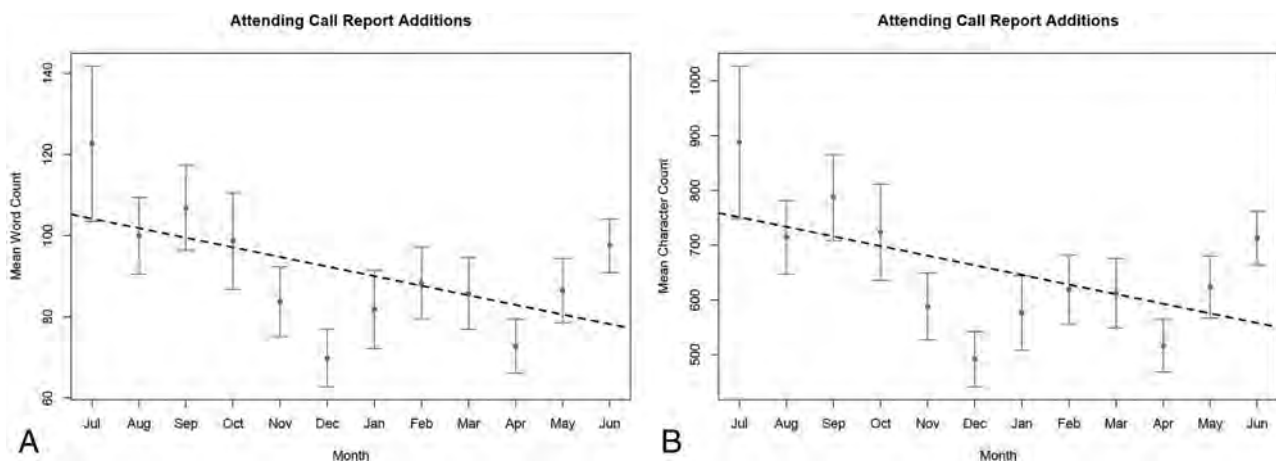 Attending Call Report Additions
Mean Word Count
140
120
100
80
60
Jul Aug Sep Oct Nov Dec Jan Feb Mar Apr May Jun
Month
A
Attending Call Report Additions
Mean Character Count
1000
900
800
700
600
500
Jul Aug Sep Oct Nov Dec Jan Feb Mar Apr May Jun
Month
B